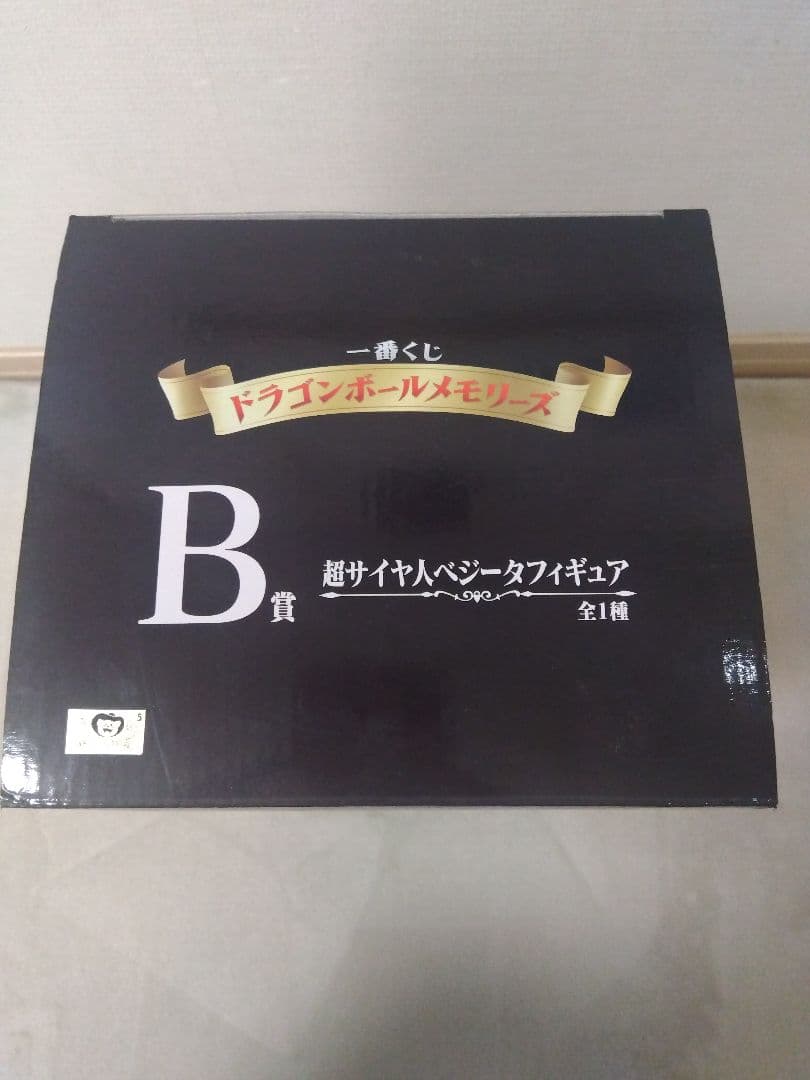 一番くじ
ドラゴンボールメモリーズ
B賞
超サイヤ人ベジータフィギュア
全1種